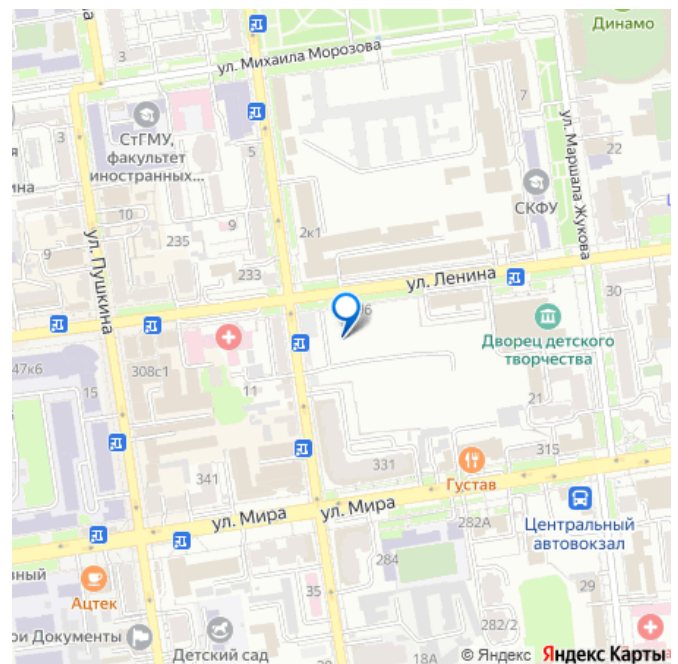 Динамо
ул. Михаила Морозова
7
3
СтГМУ,
факультет
иностранных...
5
ул. Маршала Жукова
22
я
ина
СКФУ
10
9
2к1
235
9
ул. Пушкина
233
ул. Ленина
30
Дворец детского
творчества
47к6
308с1
15
11
21
315
331
341
Густав
ул. Мира
ул. Мира
282А
Центральный
автовокзал
284
вный
Ацтек
35
29
ри Документы
282/2
Детский сад
18А
© Яндекс Яндекс Карты